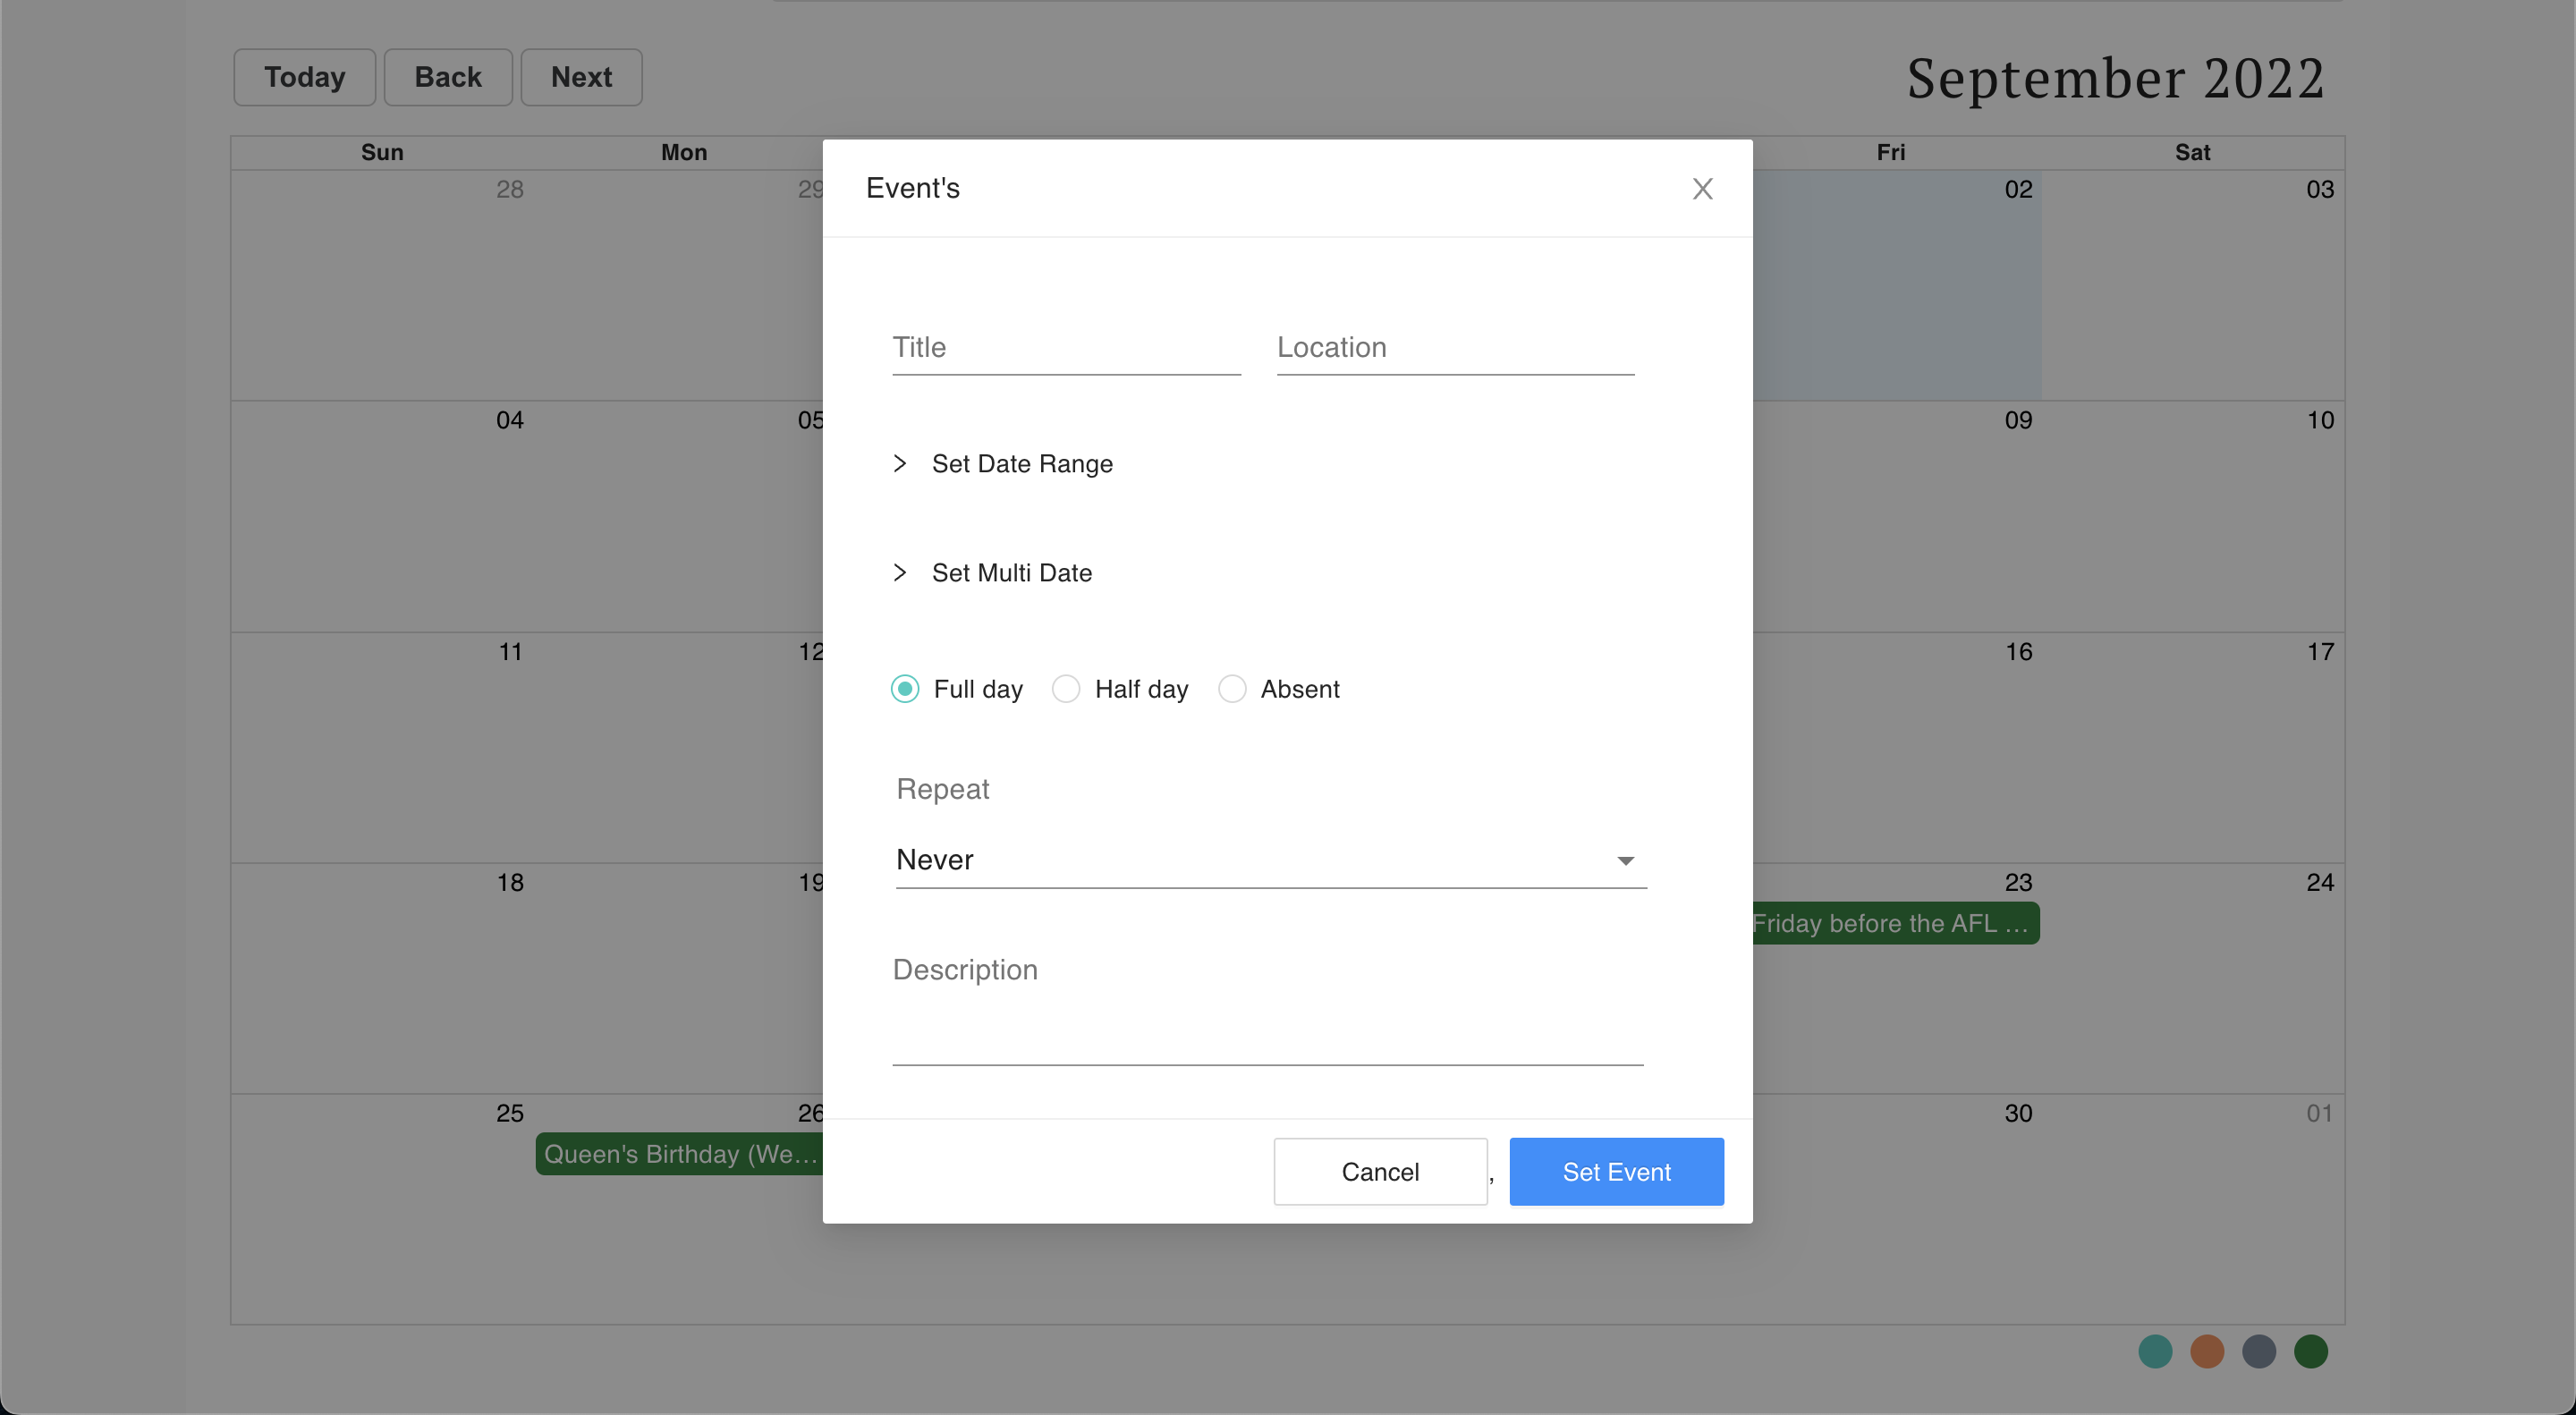 Today Back Next
September 2022
Sun Mon Fri Sat
28 29 02 03
Event's
Title Location
04 05 09 10
Set Date Range
Set Multi Date
11 12 16 17
Full day Half day Absent
Repeat
Never
18 19 23 24
Friday before the AFL ...
Description
25 26 30 01
Queen's Birthday (We...
Cancel , Set Event